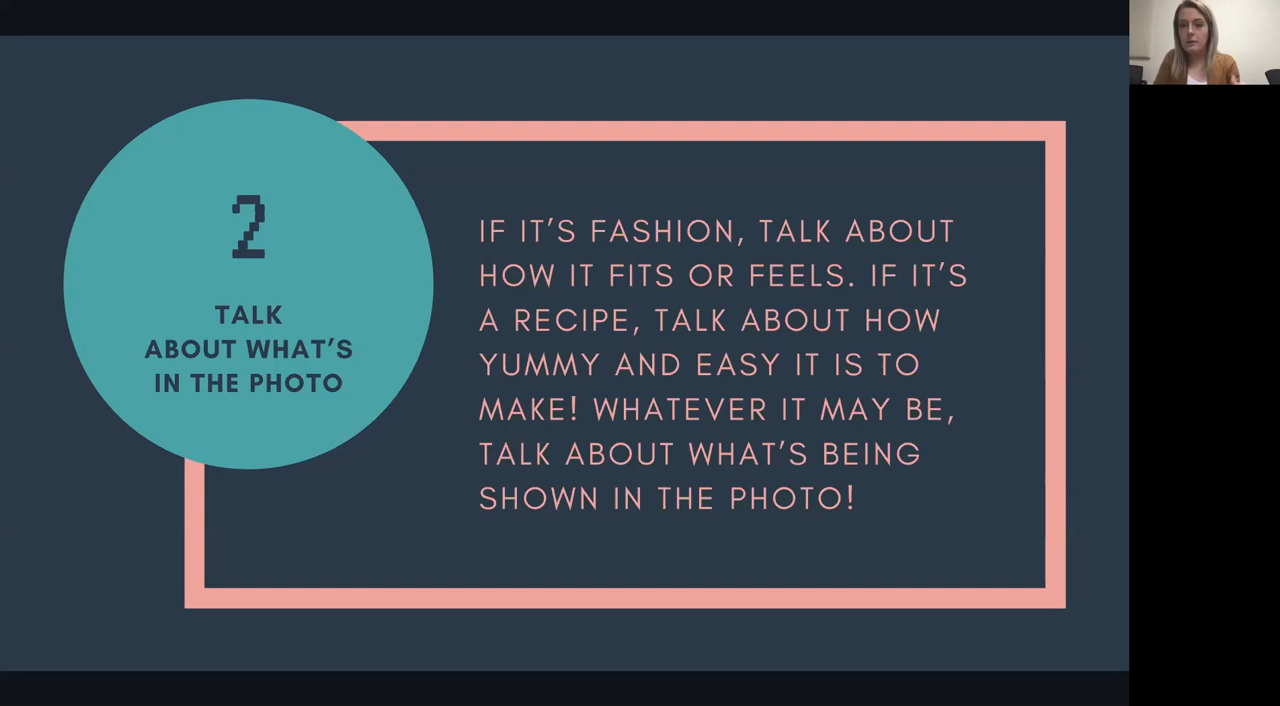 2
TALK
ABOUT WHAT'S
IN THE PHOTO
IF IT'S FASHION, TALK ABOUT
HOW IT FITS OR FEELS. IF IT'S
A RECIPE, TALK ABOUT HOW
YUMMY AND EASY IT IS TO
MAKE! WHATEVER IT MAY BE,
TALK ABOUT WHAT'S BEING
SHOWN IN THE PHOTO!